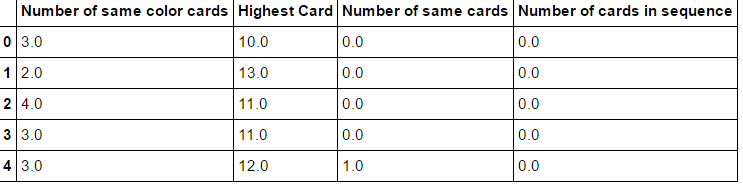 Number of same color cards Highest Card Number of same cards Number of cards in sequence
0 3.0 10.0 0.0 0.0
1 2.0 13.0 0.0 0.0
2 4.0 11.0 0.0 0.0
3 3.0 11.0 0.0 0.0
4 3.0 12.0 1.0 0.0